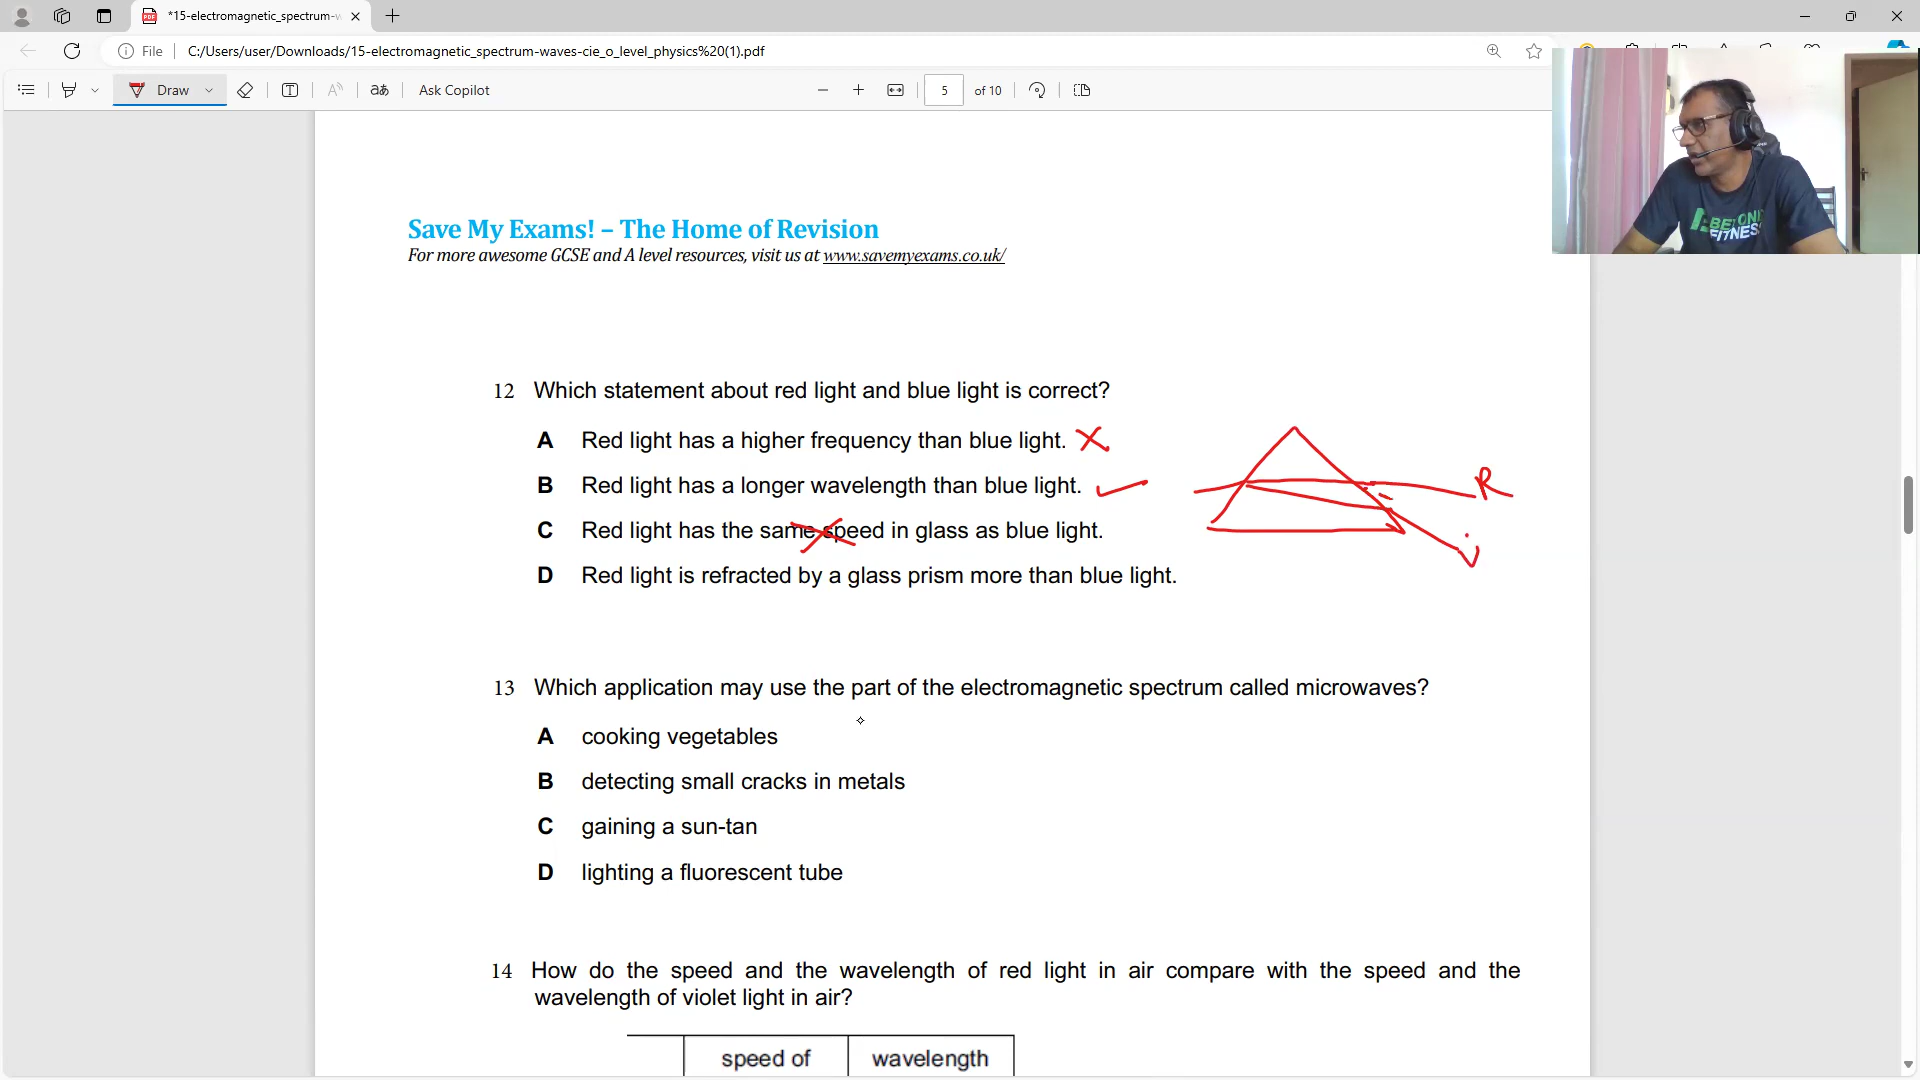 *15-electromagnetic_spectrum-w
File
C:/Users/user/Downloads/15-electromagnetic_spectrum-waves-cie_o_level_physics%20(1).pdf
Draw
aあ
Ask Copilot
5
of 10
BEYOND
FITNESS
Save My Exams! – The Home of Revision
For more awesome GCSE and A level resources, visit us at www.savemyexams.co.uk/
12 Which statement about red light and blue light is correct?
A Red light has a higher frequency than blue light.
B Red light has a longer wavelength than blue light.
C Red light has the same speed in glass as blue light.
D Red light is refracted by a glass prism more than blue light.
R
13 Which application may use the part of the electromagnetic spectrum called microwaves?
A cooking vegetables
B detecting small cracks in metals
C gaining a sun-tan
D lighting a fluorescent tube
14 How do the speed and the wavelength of red light in air compare with the speed and the
wavelength of violet light in air?
speed of wavelength